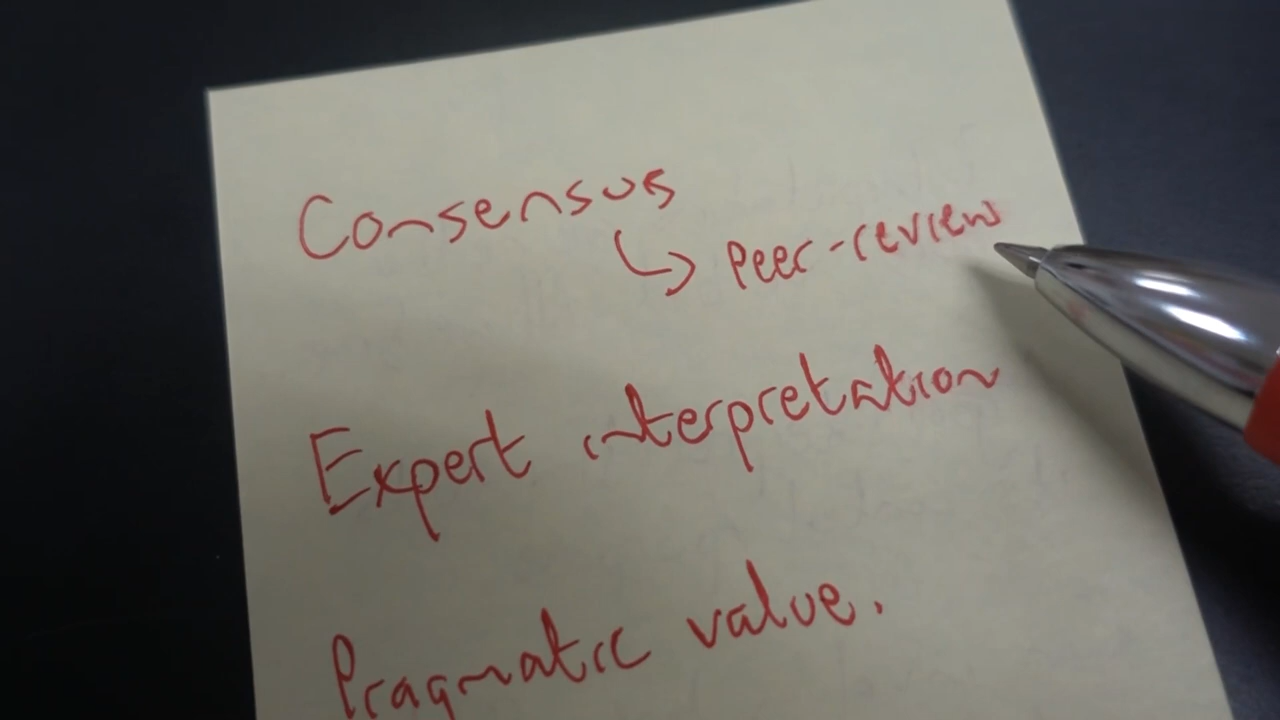 Consensus
↳ Peer-review
Expert interpretation
Pragmatic value.